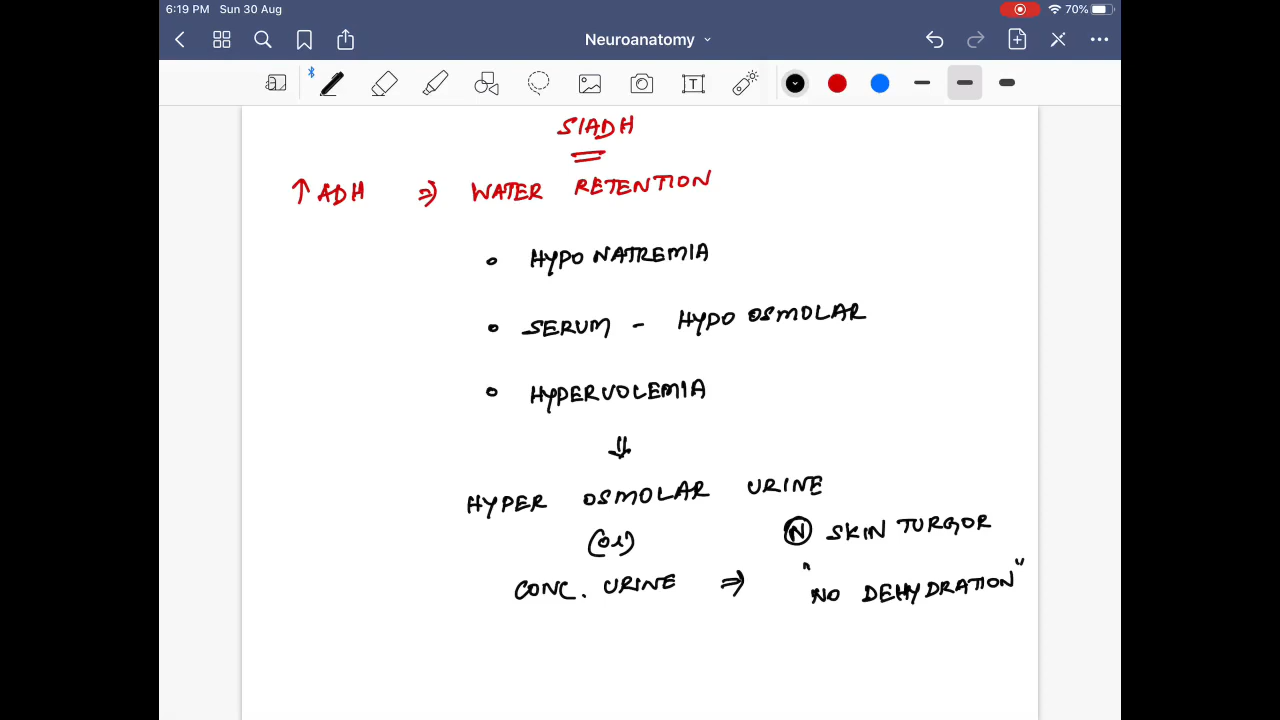 6:19 PM Sun 30 Aug
70%
Neuroanatomy
T
SIADH
↑ ADH ⇒ WATER RETENTION
• HYPONATREMIA
• SERUM - HYPO OSMOLAR
• HYPERVOLEMIA
⇓
HYPER OSMOLAR URINE
(or)
Ⓝ SKIN TURGOR
CONC. URINE ⇒ "NO DEHYDRATION"